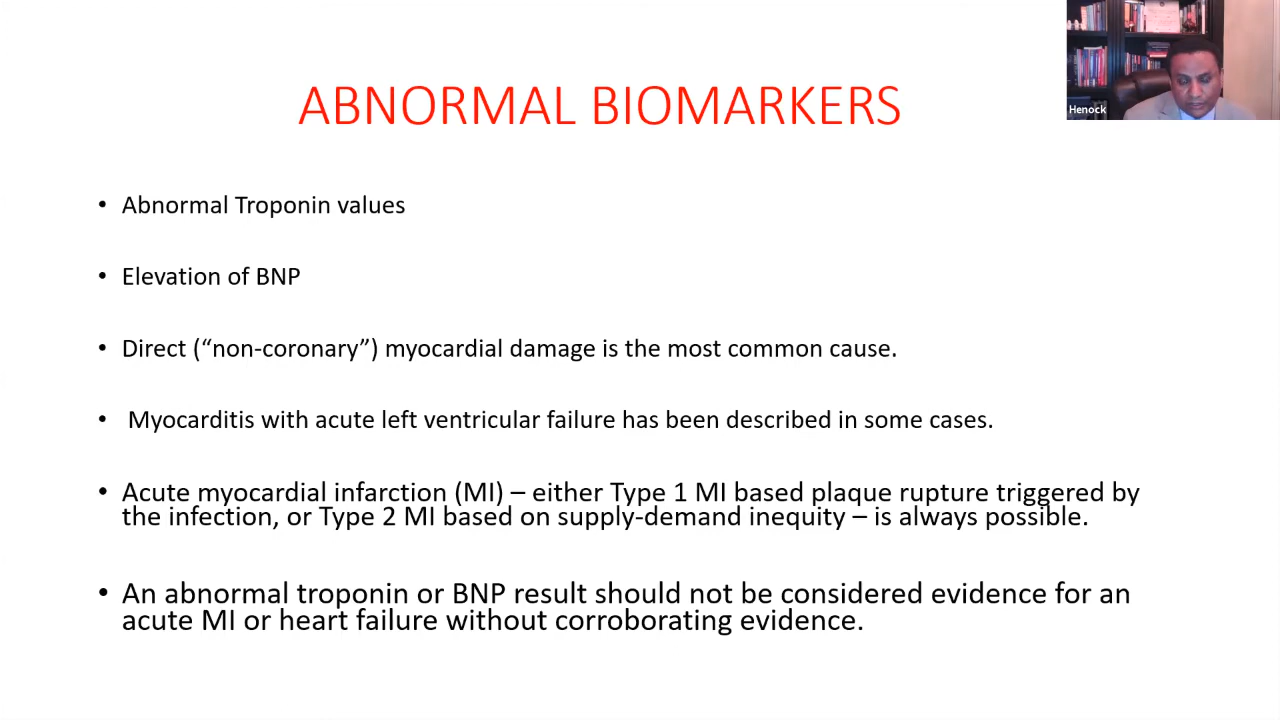 Henock
ABNORMAL BIOMARKERS
• Abnormal Troponin values
• Elevation of BNP
• Direct (“non-coronary”) myocardial damage is the most common cause.
• Myocarditis with acute left ventricular failure has been described in some cases.
• Acute myocardial infarction (MI) – either Type 1 MI based plaque rupture triggered by
the infection, or Type 2 MI based on supply-demand inequity – is always possible.
• An abnormal troponin or BNP result should not be considered evidence for an
acute MI or heart failure without corroborating evidence.